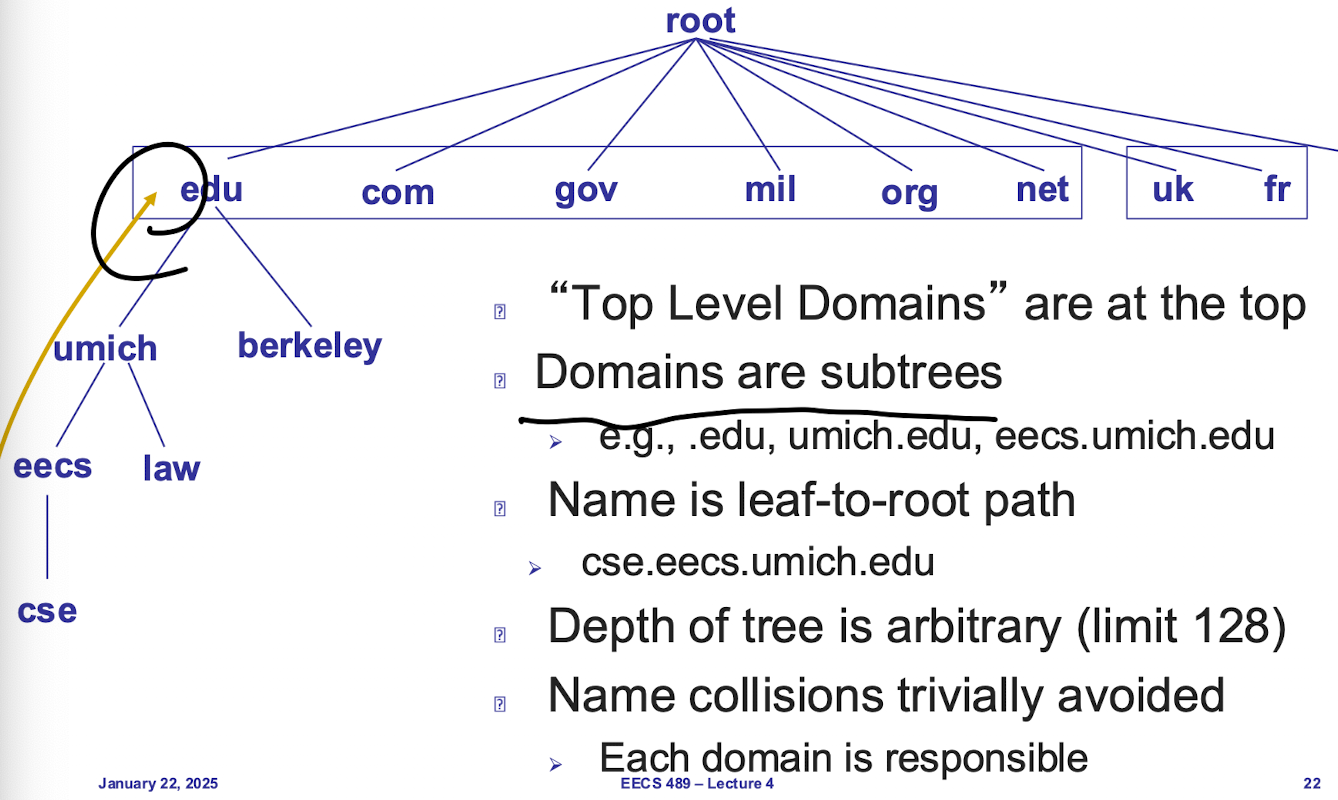 root
edu com gov mil org net uk fr
“Top Level Domains” are at the top
umich berkeley
Domains are subtrees
e.g., .edu, umich.edu, eecs.umich.edu
eecs law
Name is leaf-to-root path
cse.eecs.umich.edu
cse
Depth of tree is arbitrary (limit 128)
Name collisions trivially avoided
Each domain is responsible
January 22, 2025 EECS 489 – Lecture 4 22